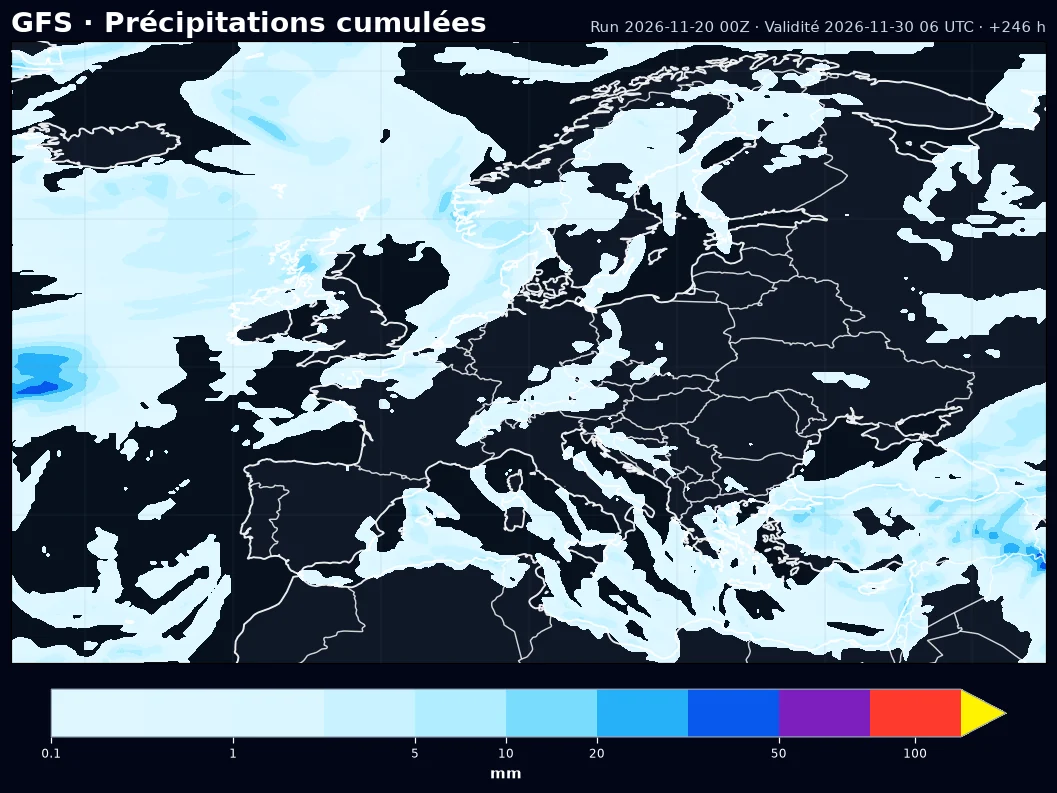 GFS · Précipitations cumulées
Run 2026-11-20 00Z · Validité 2026-11-30 06 UTC · +246 h
0.1 1 5 10 20 50 100
mm